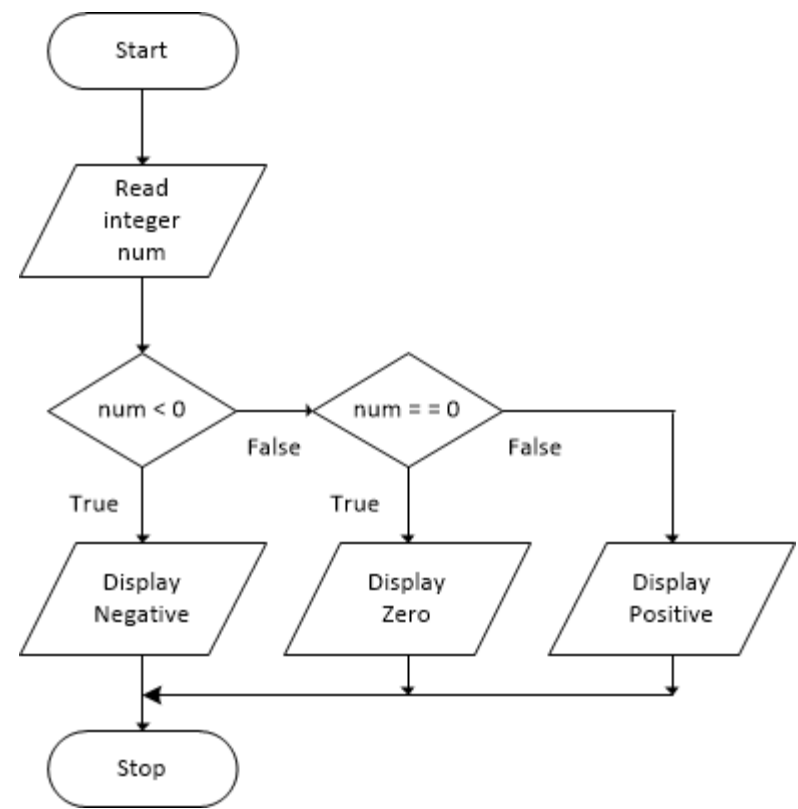 Start
Read
integer
num
num < 0
num = = 0
False
False
True
True
Display
Negative
Display
Zero
Display
Positive
Stop